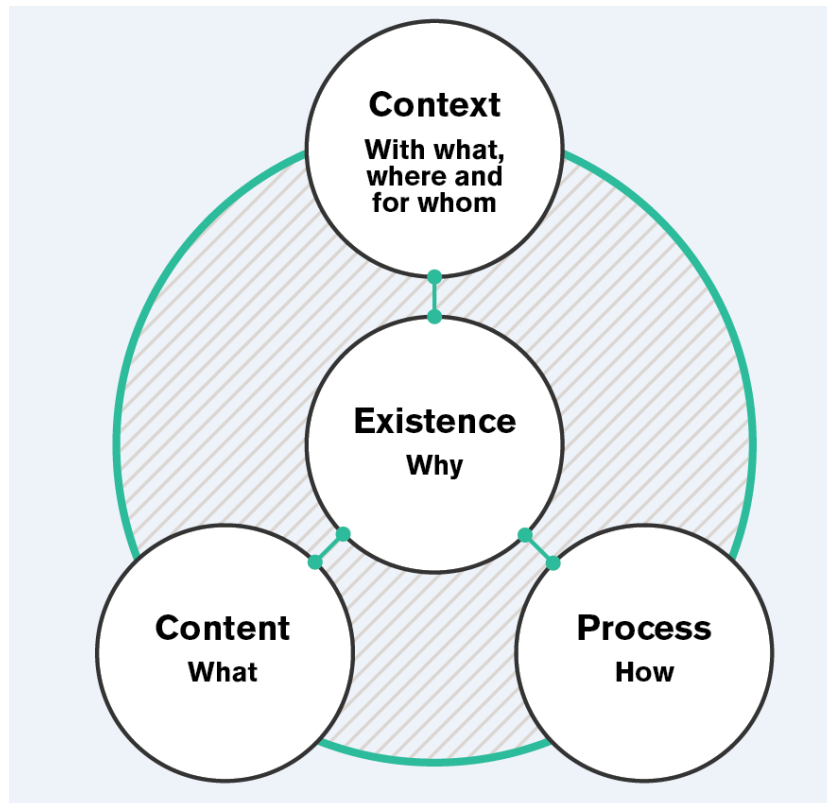 Context
With what,
where and
for whom
Existence
Why
Content
What
Process
How